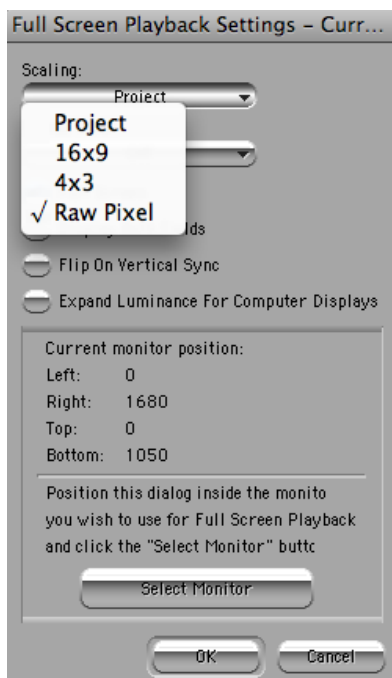 Full Screen Playback Settings – Curr...
Scaling:
Project
Project
16x9
4x3
√ Raw Pixel
lds
Flip On Vertical Sync
Expand Luminance For Computer Displays
Current monitor position:
Left: 0
Right: 1680
Top: 0
Bottom: 1050
Position this dialog inside the monito
you wish to use for Full Screen Playback
and click the "Select Monitor" buttc
Select Monitor
OK
Cancel